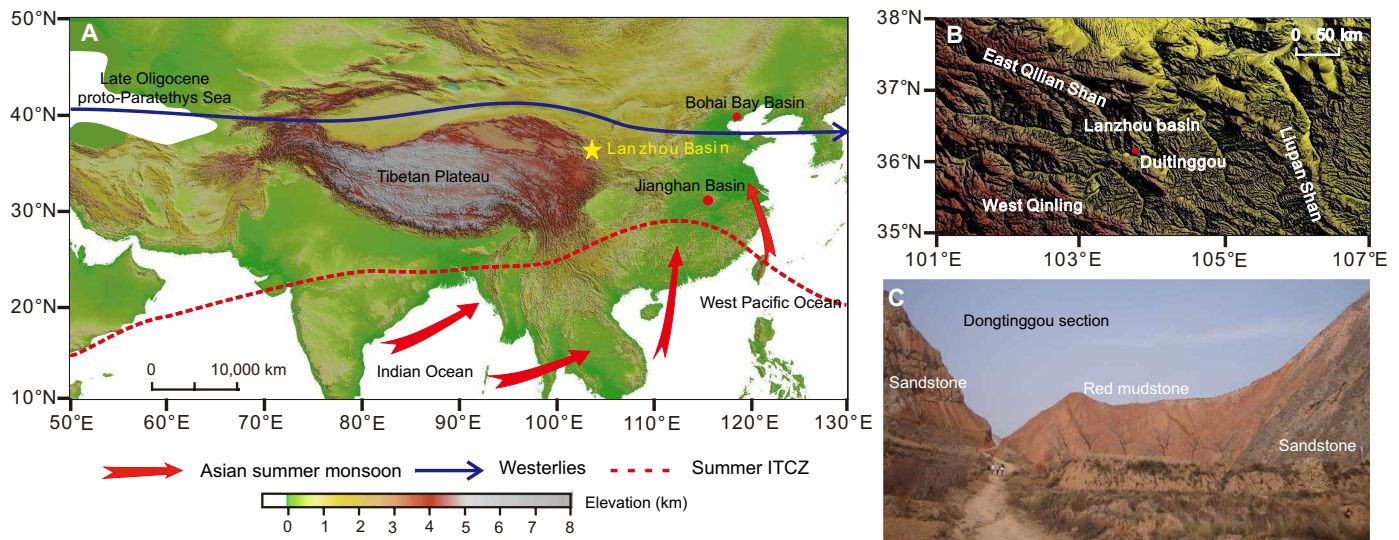 A
50°N
40°N
30°N
20°N
10°N
Late Oligocene
proto-Paratethys Sea
Bohai Bay Basin
Lanzhou Basin
Tibetan Plateau
Jianghan Basin
West Pacific Ocean
Indian Ocean
0 10,000 km
50°E 60°E 70°E 80°E 90°E 100°E 110°E 120°E 130°E
Asian summer monsoon
Westerlies
Summer ITCZ
Elevation (km)
0 1 2 3 4 5 6 7 8
B
0 50 km
38°N
37°N
36°N
35°N
East Qilian Shan
Lanzhou basin
Duitinggou
Liupan Shan
West Qinling
101°E 103°E 105°E 107°E
C
Dongtinggou section
Sandstone
Red mudstone
Sandstone